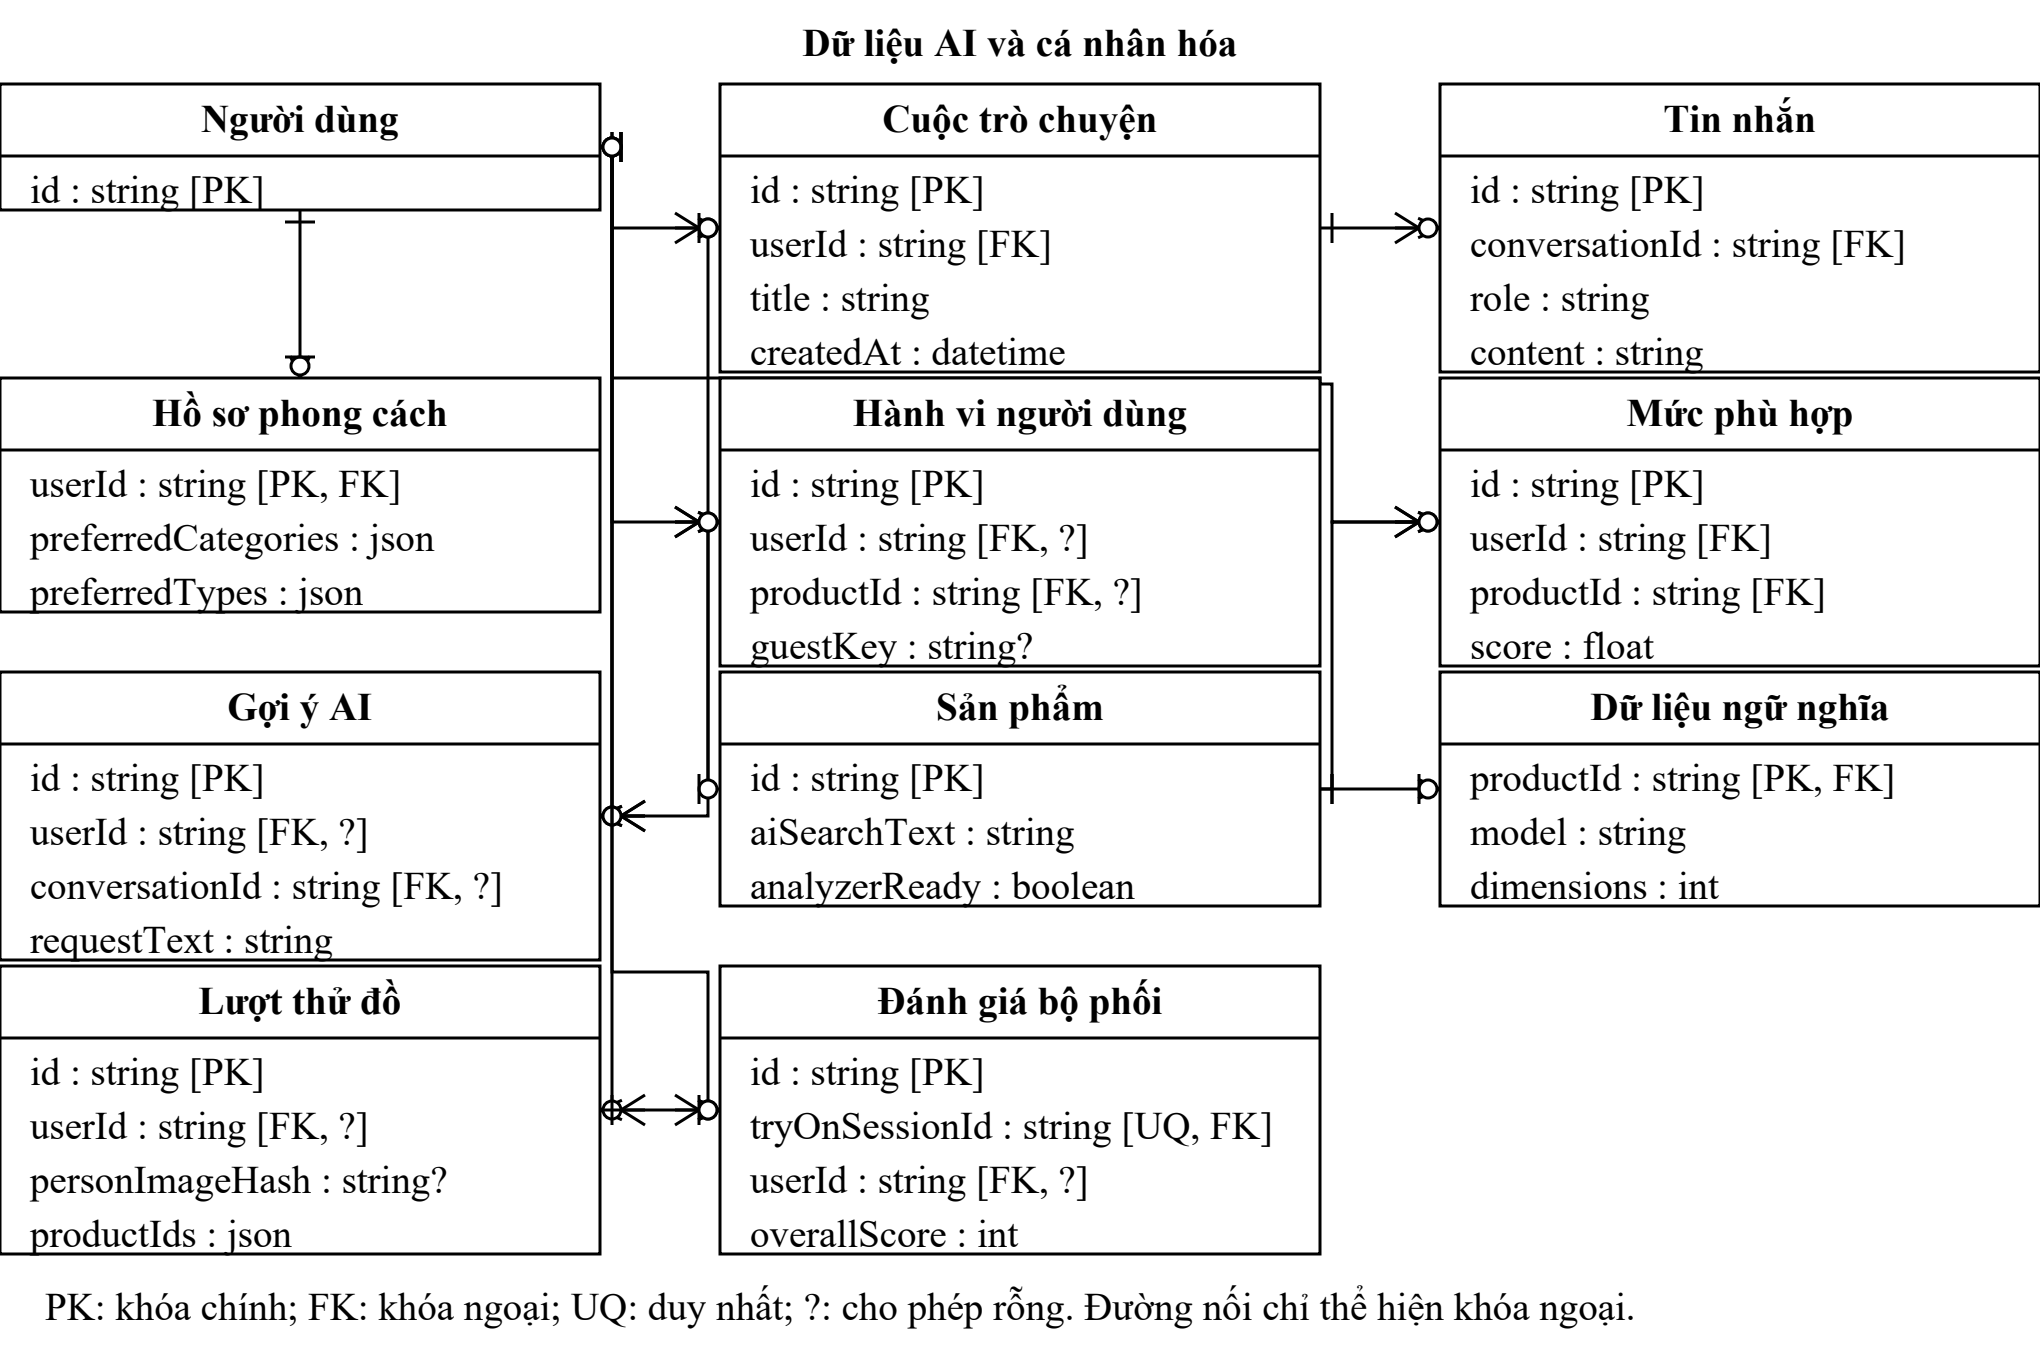 Dữ liệu AI và cá nhân hóa
Người dùng
id : string [PK]
Cuộc trò chuyện
id : string [PK]
userId : string [FK]
title : string
createdAt : datetime
Tin nhắn
id : string [PK]
conversationId : string [FK]
role : string
content : string
Hồ sơ phong cách
userId : string [PK, FK]
preferredCategories : json
preferredTypes : json
Hành vi người dùng
id : string [PK]
userId : string [FK, ?]
productId : string [FK, ?]
guestKey : string?
Mức phù hợp
id : string [PK]
userId : string [FK]
productId : string [FK]
score : float
Gợi ý AI
id : string [PK]
userId : string [FK, ?]
conversationId : string [FK, ?]
requestText : string
Sản phẩm
id : string [PK]
aiSearchText : string
analyzerReady : boolean
Dữ liệu ngữ nghĩa
productId : string [PK, FK]
model : string
dimensions : int
Lượt thử đồ
id : string [PK]
userId : string [FK, ?]
personImageHash : string?
productIds : json
Đánh giá bộ phối
id : string [PK]
tryOnSessionId : string [UQ, FK]
userId : string [FK, ?]
overallScore : int
PK: khóa chính; FK: khóa ngoại; UQ: duy nhất; ?: cho phép rỗng. Đường nối chỉ thể hiện khóa ngoại.